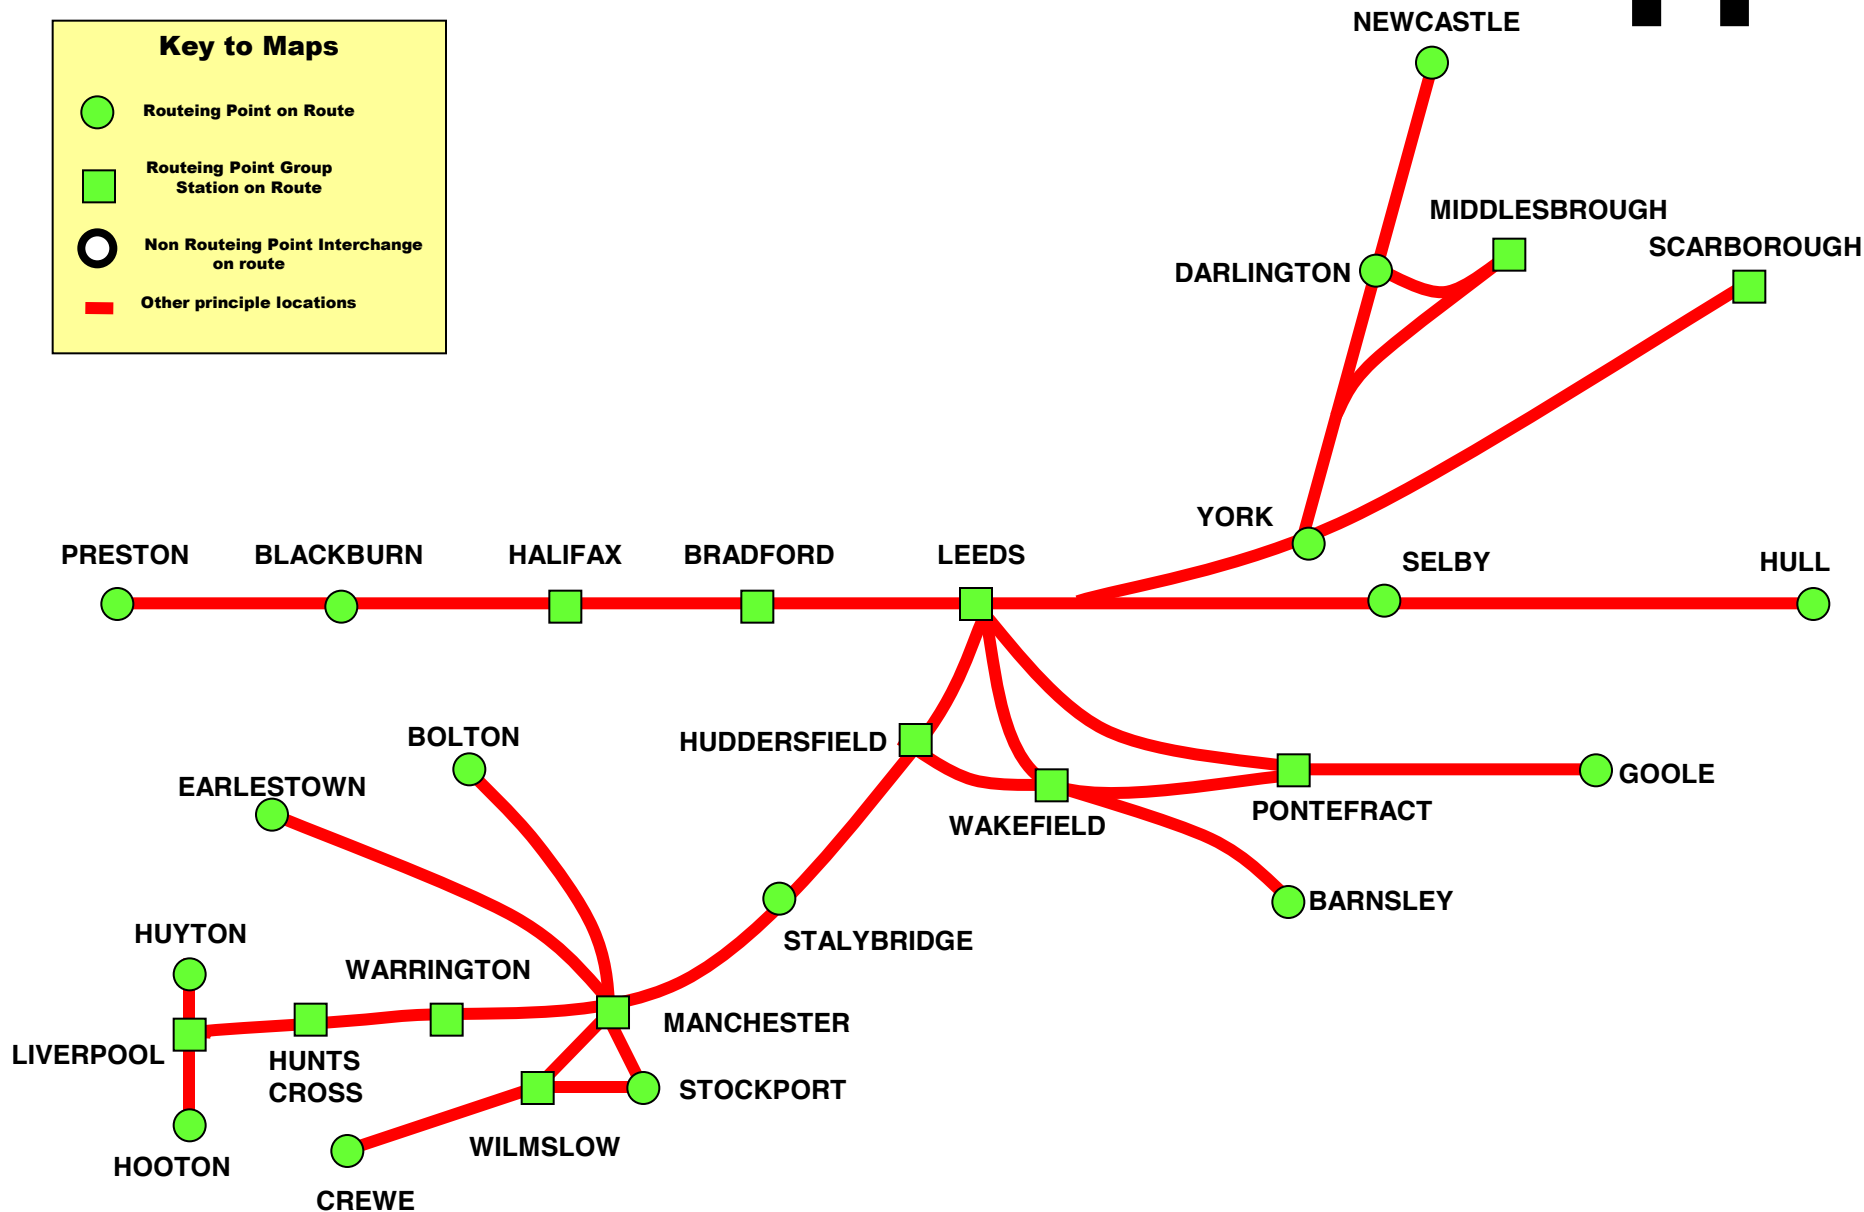 Key to Maps
Routeing Point on Route
Routeing Point Group
Station on Route
Non Routeing Point Interchange
on route
Other principle locations
NEWCASTLE
MIDDLESBROUGH
SCARBOROUGH
DARLINGTON
YORK
PRESTON
BLACKBURN
HALIFAX
BRADFORD
LEEDS
SELBY
HULL
BOLTON
HUDDERSFIELD
EARLESTOWN
GOOLE
WAKEFIELD
PONTEFRACT
BARNSLEY
HUYTON
STALYBRIDGE
WARRINGTON
MANCHESTER
LIVERPOOL
HUNTS
CROSS
STOCKPORT
WILMSLOW
HOOTON
CREWE